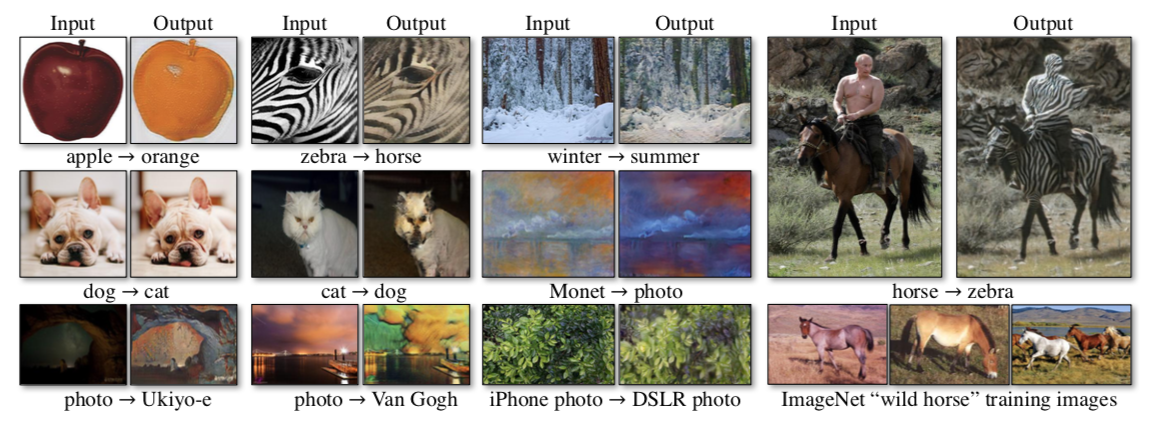 Input Output Input Output Input Output Input Output
apple → orange zebra → horse winter → summer
dog → cat cat → dog Monet → photo horse → zebra
photo → Ukiyo-e photo → Van Gogh iPhone photo → DSLR photo ImageNet “wild horse” training images